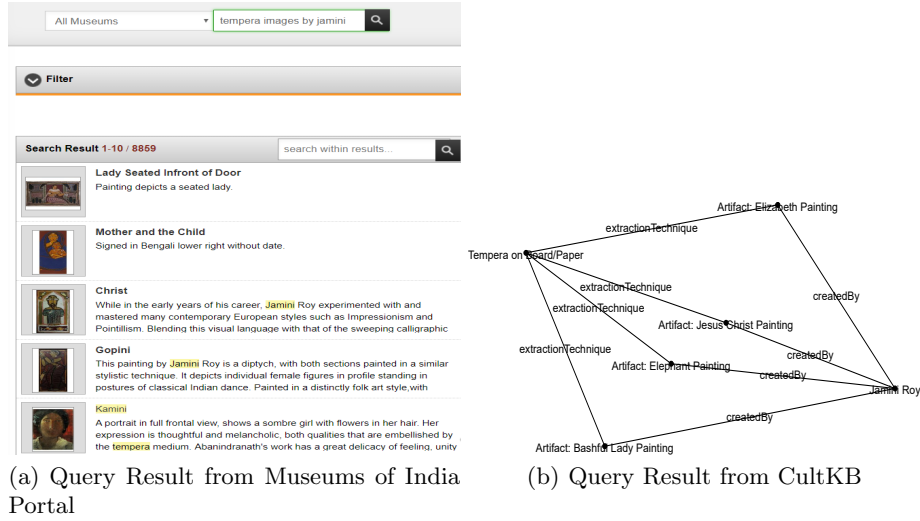 All Museums
tempera images by jamini
Filter
Search Result 1-10 / 8859
search within results...
Lady Seated Infront of Door
Painting depicts a seated lady.
Mother and the Child
Signed in Bengali lower right without date.
Christ
While in the early years of his career, Jamini Roy experimented with and
mastered many contemporary European styles such as Impressionism and
Pointillism. Blending this visual language with that of the sweeping calligraphic
Gopini
This painting by Jamini Roy is a diptych, with both sections painted in a similar
stylistic technique. It depicts individual female figures in profile standing in
postures of classical Indian dance. Painted in a distinctly folk art style,with
Kamini
A portrait in full frontal view, shows a sombre girl with flowers in her hair. Her
expression is thoughtful and melancholic, both qualities that are embellished by
the tempera medium. Abanindranath's work has a great delicacy of feeling, unity
(a) Query Result from Museums of India
Portal
Artifact: Elizabeth Painting
extractionTechnique
Tempera on Board/Paper
extractionTechnique
createdBy
extractionTechnique
Artifact: Jesus Christ Painting
extractionTechnique
createdBy
Artifact: Elephant Painting
createdBy
Jamini Roy
createdBy
Artifact: Bashful Lady Painting
(b) Query Result from CultKB